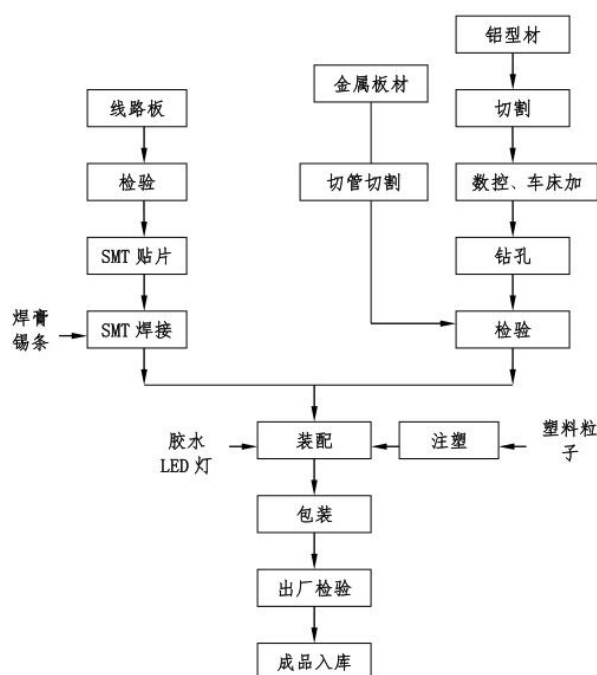 铝型材
金属板材
线路板
切割
检验
切管切割
数控、车床加
SMT 贴片
钻孔
焊膏
锡条
SMT 焊接
检验
胶水
LED 灯
装配
注塑
塑料粒
子
包装
出厂检验
成品入库